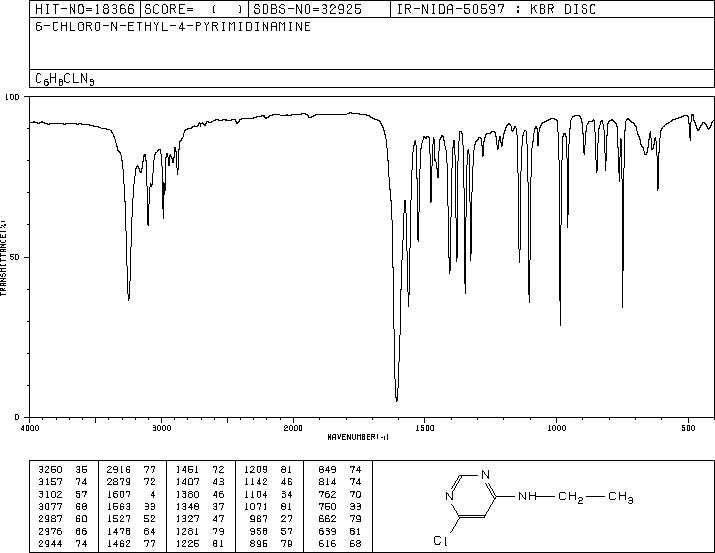 HIT-NO=18366 SCORE= ( ) SDBS-NO=32925 IR-NIDA-50597 : KBR DISC
6-CHLORO-N-ETHYL-4-PYRIMIDINAMINE
C6H8CLN3
100
50
0
TRANSMITTANCE(%)
4000 3000 2000 1500 1000 500
WAVENUMBER(-1)
3250 35 2916 77 1451 72 1209 81 849 74
3157 74 2879 72 1407 43 1142 46 814 74
3102 57 1607 4 1380 46 1104 34 762 70
3077 68 1563 33 1348 37 1071 81 750 33
2987 60 1527 52 1327 47 987 27 662 79
2976 66 1478 64 1281 79 958 57 639 81
2944 74 1462 77 1225 81 895 79 616 68
N
N NH CH2 CH3
Cl